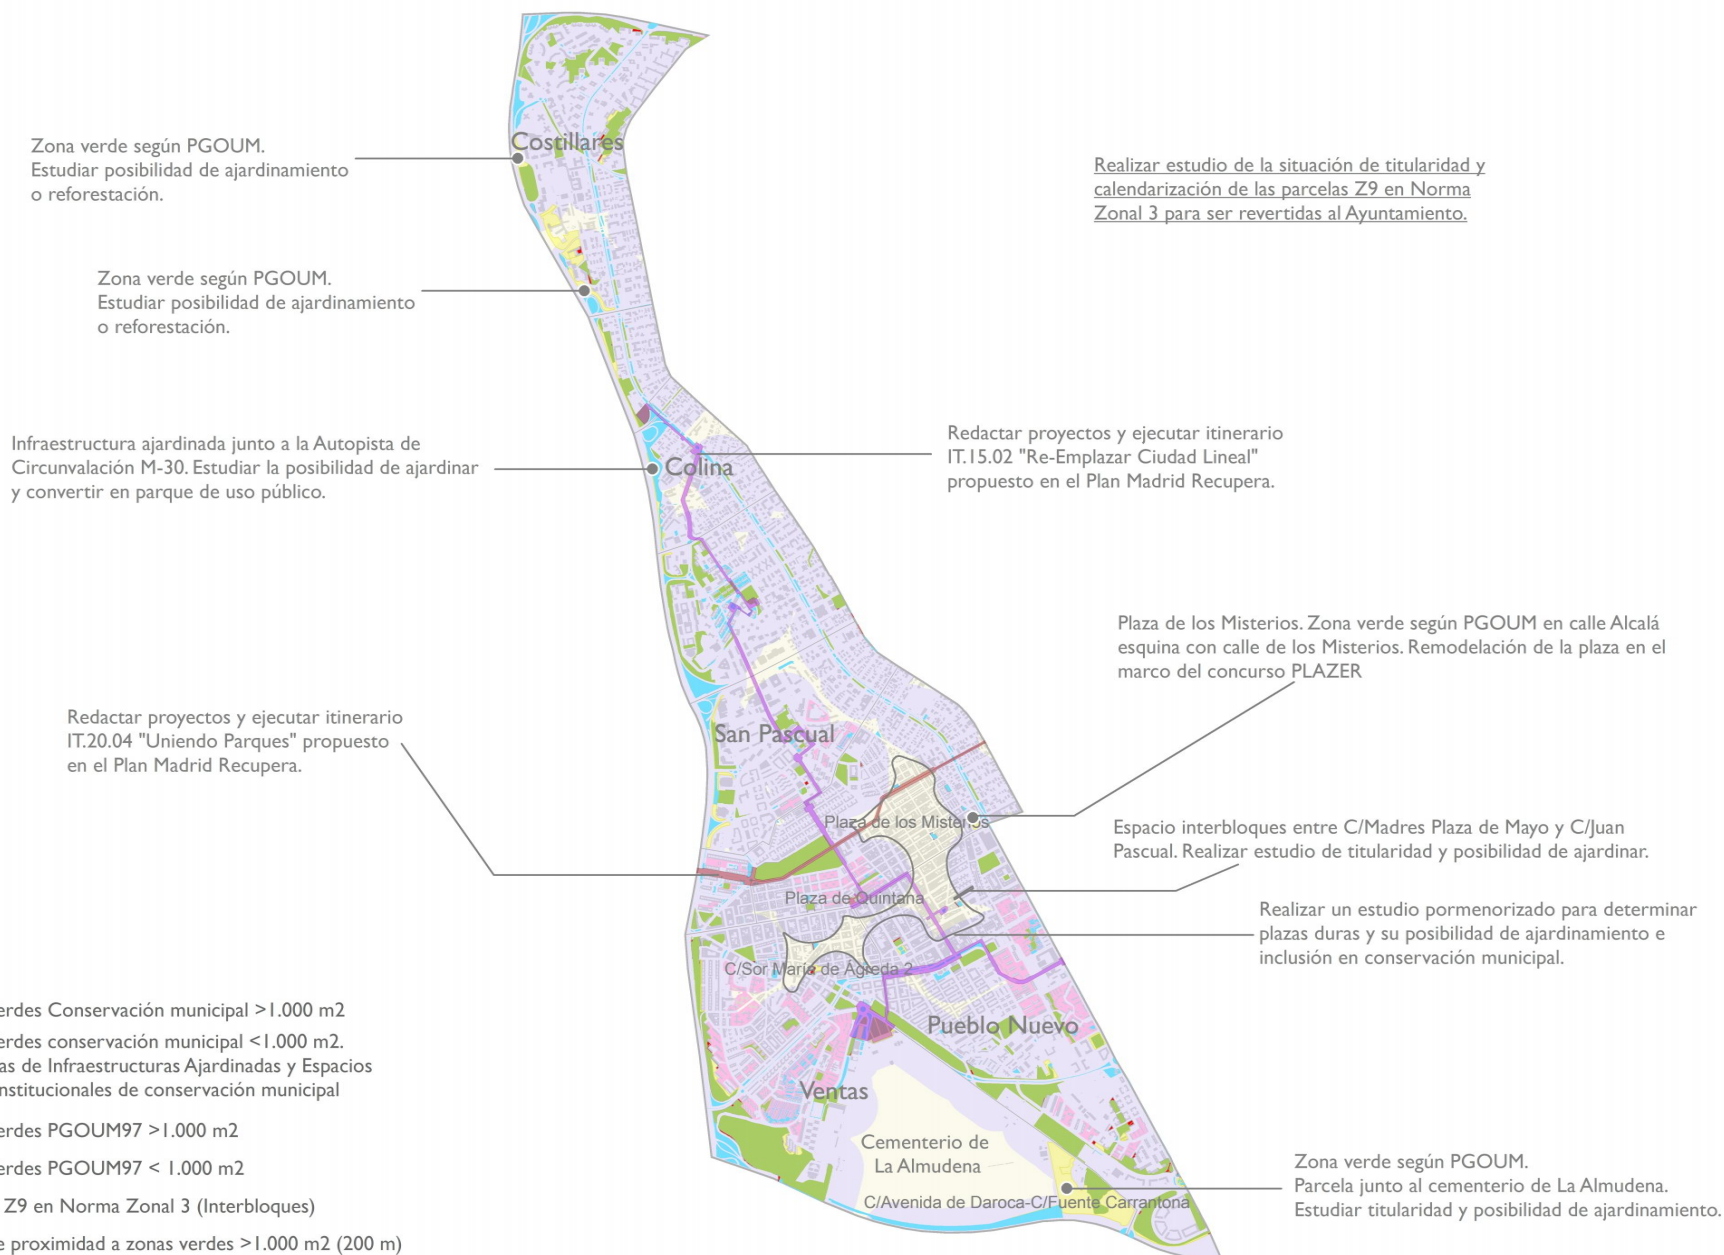 Costillares
Zona verde según PGOUM.
Estudiar posibilidad de ajardinamiento
o reforestación.
Realizar estudio de la situación de titularidad y
calendarización de las parcelas Z9 en Norma
Zonal 3 para ser revertidas al Ayuntamiento.
Zona verde según PGOUM.
Estudiar posibilidad de ajardinamiento
o reforestación.
Infraestructura ajardinada junto a la Autopista de
Circunvalación M-30. Estudiar la posibilidad de ajardinar
y convertir en parque de uso público.
Colina
Redactar proyectos y ejecutar itinerario
IT.15.02 "Re-Emplazar Ciudad Lineal"
propuesto en el Plan Madrid Recupera.
Plaza de los Misterios. Zona verde según PGOUM en calle Alcalá
esquina con calle de los Misterios. Remodelación de la plaza en el
marco del concurso PLAZER
Redactar proyectos y ejecutar itinerario
IT.20.04 "Uniendo Parques" propuesto
en el Plan Madrid Recupera.
San Pascual
Plaza de los Misterios
Espacio interbloques entre C/Madres Plaza de Mayo y C/Juan
Pascual. Realizar estudio de titularidad y posibilidad de ajardinar.
Plaza de Quintana
Realizar un estudio pormenorizado para determinar
plazas duras y su posibilidad de ajardinamiento e
inclusión en conservación municipal.
C/Sor María de Ágreda 2
Pueblo Nuevo
Ventas
Cementerio de
La Almudena
C/Avenida de Daroca-C/Fuente Carrantona
Zona verde según PGOUM.
Parcela junto al cementerio de La Almudena.
Estudiar titularidad y posibilidad de ajardinamiento.
erdes Conservación municipal >1.000 m2
erdes conservación municipal <1.000 m2.
as de Infraestructuras Ajardinadas y Espacios
nstitucionales de conservación municipal
erdes PGOUM97 >1.000 m2
erdes PGOUM97 < 1.000 m2
Z9 en Norma Zonal 3 (Interbloques)
e proximidad a zonas verdes >1.000 m2 (200 m)